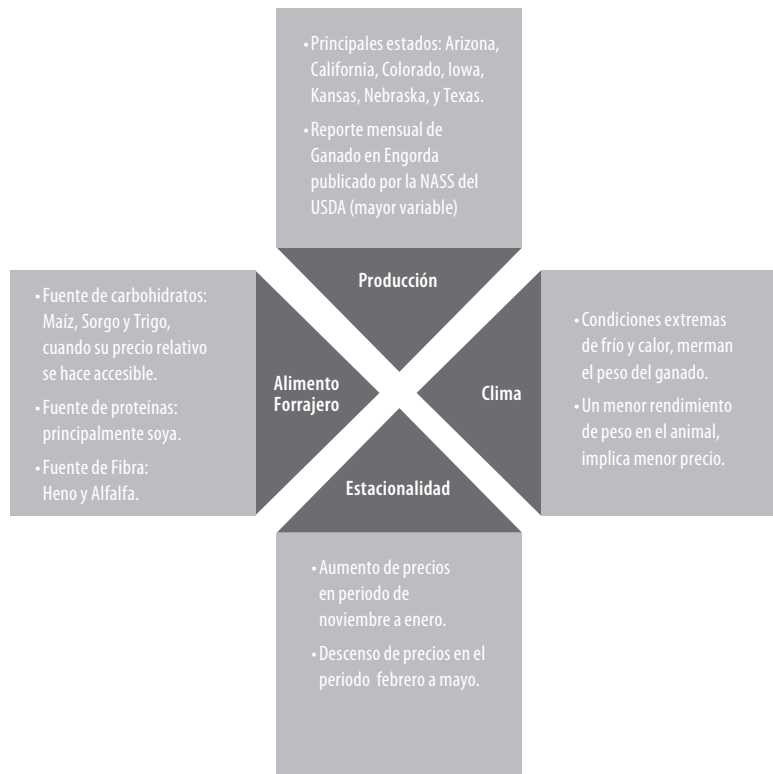 •Principales estados: Arizona,
California, Colorado, Iowa,
Kansas, Nebraska, y Texas.
•Reporte mensual de
Ganado en Engorda
publicado por la NASS del
USDA (mayor variable)
Producción
•Fuente de carbohidratos:
Maíz, Sorgo y Trigo,
cuando su precio relativo
se hace accesible.
•Fuente de proteínas:
principalmente soya.
•Fuente de Fibra:
Heno y Alfalfa.
Alimento
Forrajero
Clima
•Condiciones extremas
de frío y calor, merman
el peso del ganado.
•Un menor rendimiento
de peso en el animal,
implica menor precio.
Estacionalidad
•Aumento de precios
en periodo de
noviembre a enero.
•Descenso de precios en el
periodo febrero a mayo.